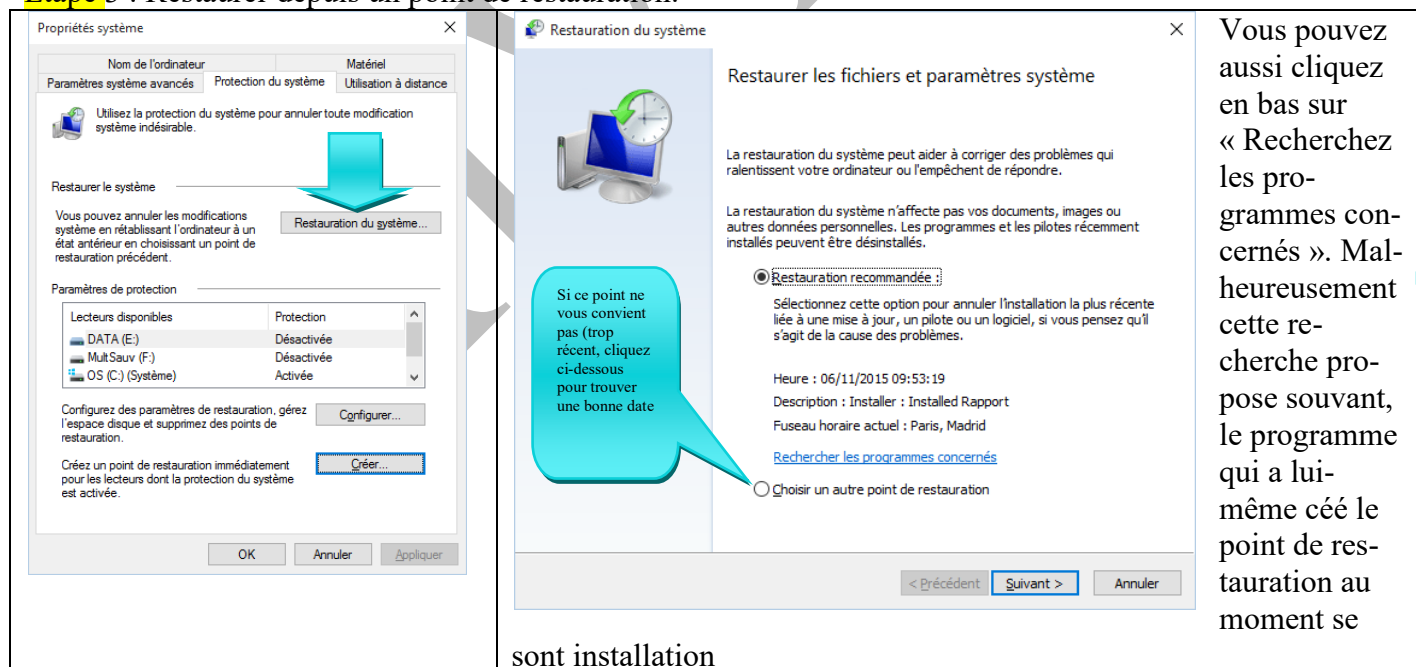 Etape 3 : Restaurer depuis un point de restauration.
Propriétés système
Nom de l'ordinateur
Matériel
Paramètres système avancés
Protection du système
Utilisation à distance
Utilisez la protection du système pour annuler toute modification
système indésirable.
Restaurer le système
Vous pouvez annuler les modifications
système en rétablissant l'ordinateur à un
état antérieur en choisissant un point de
restauration précédent.
Restauration du système...
Paramètres de protection
Lecteurs disponibles
Protection
DATA (E:)
Désactivée
MultSauv (F:)
Désactivée
OS (C:) (Système)
Activée
Configurez des paramètres de restauration, gérez
l'espace disque et supprimez des points de
restauration.
Configurer...
Créez un point de restauration immédiatement
pour les lecteurs dont la protection du système
est activée.
Créer...
OK
Annuler
Appliquer
Restauration du système
Restaurer les fichiers et paramètres système
La restauration du système peut aider à corriger des problèmes qui
ralentissent votre ordinateur ou l'empêchent de répondre.
La restauration du système n'affecte pas vos documents, images ou
autres données personnelles. Les programmes et les pilotes récemment
installés peuvent être désinstallés.
Restauration recommandée :
Sélectionnez cette option pour annuler l'installation la plus récente
liée à une mise à jour, un pilote ou un logiciel, si vous pensez qu'il
s'agit de la cause des problèmes.
Heure : 06/11/2015 09:53:19
Description : Installer : Installed Rapport
Fuseau horaire actuel : Paris, Madrid
Rechercher les programmes concernés
Choisir un autre point de restauration
Si ce point ne
vous convient
pas (trop
récent, cliquez
ci-dessous
pour trouver
une bonne date
< Précédent
Suivant >
Annuler
Vous pouvez
aussi cliquez
en bas sur
« Recherchez
les pro-
grammes con-
cernés ». Mal-
heureusement
cette re-
cherche pro-
pose souvant,
le programme
qui a lui-
même céé le
point de res-
tauration au
moment se
sont installation